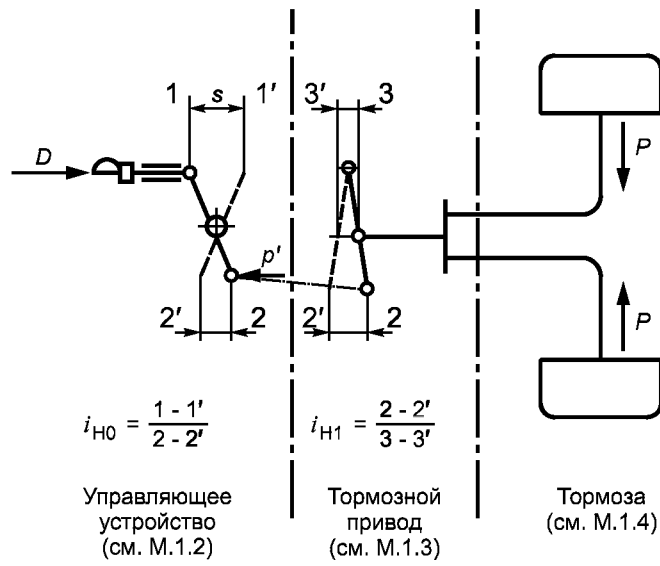 1 s 1′ 3′ 3
D
P
p′
2′ 2 2′ 2
P
i_H0 = (1 - 1′)/(2 - 2′) i_H1 = (2 - 2′)/(3 - 3′)
Управляющее
устройство
(см. М.1.2)
Тормозной
привод
(см. М.1.3)
Тормоза
(см. М.1.4)